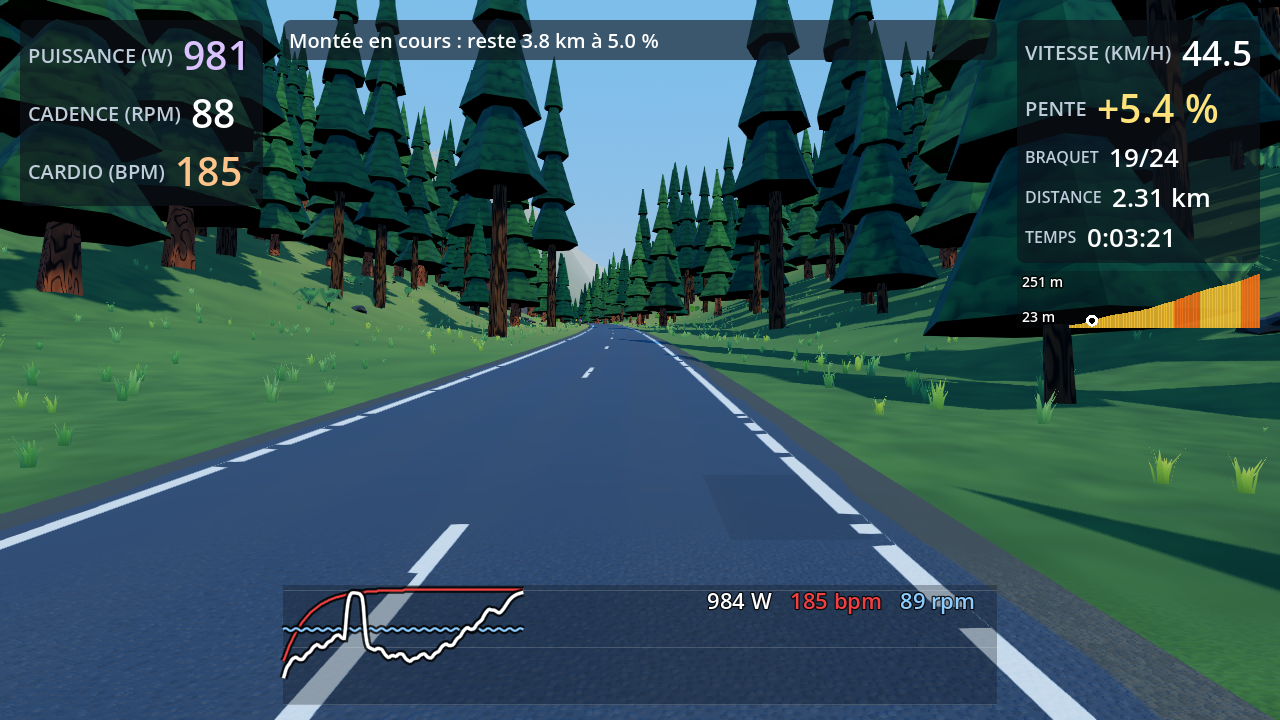 PUISSANCE (W) 981
CADENCE (RPM) 88
CARDIO (BPM) 185
Montée en cours : reste 3.8 km à 5.0 %
VITESSE (KM/H) 44.5
PENTE +5.4 %
BRAQUET 19/24
DISTANCE 2.31 km
TEMPS 0:03:21
251 m
23 m
984 W 185 bpm 89 rpm